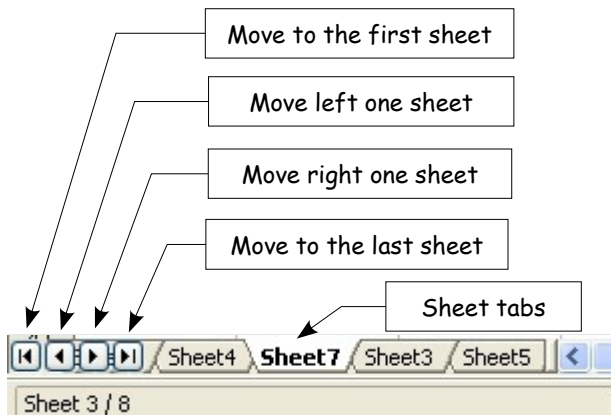 Move to the first sheet
Move left one sheet
Move right one sheet
Move to the last sheet
Sheet tabs
Sheet4 Sheet7 Sheet3 Sheet5
Sheet 3 / 8